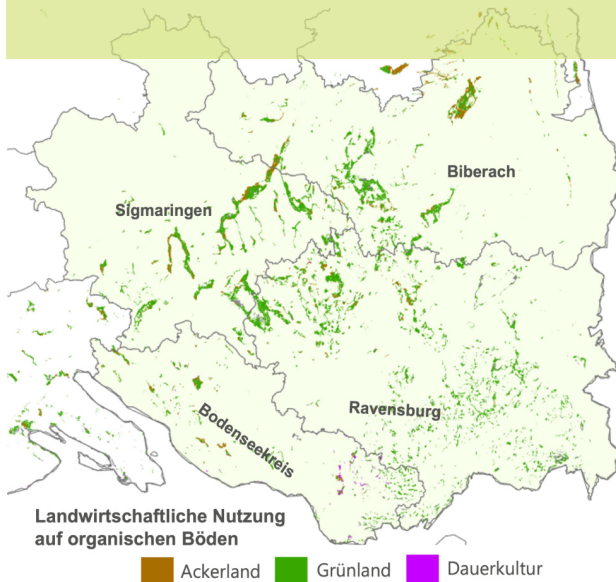 Biberach
Sigmaringen
Ravensburg
Bodenseekreis
Landwirtschaftliche Nutzung
auf organischen Böden
Ackerland Grünland Dauerkultur